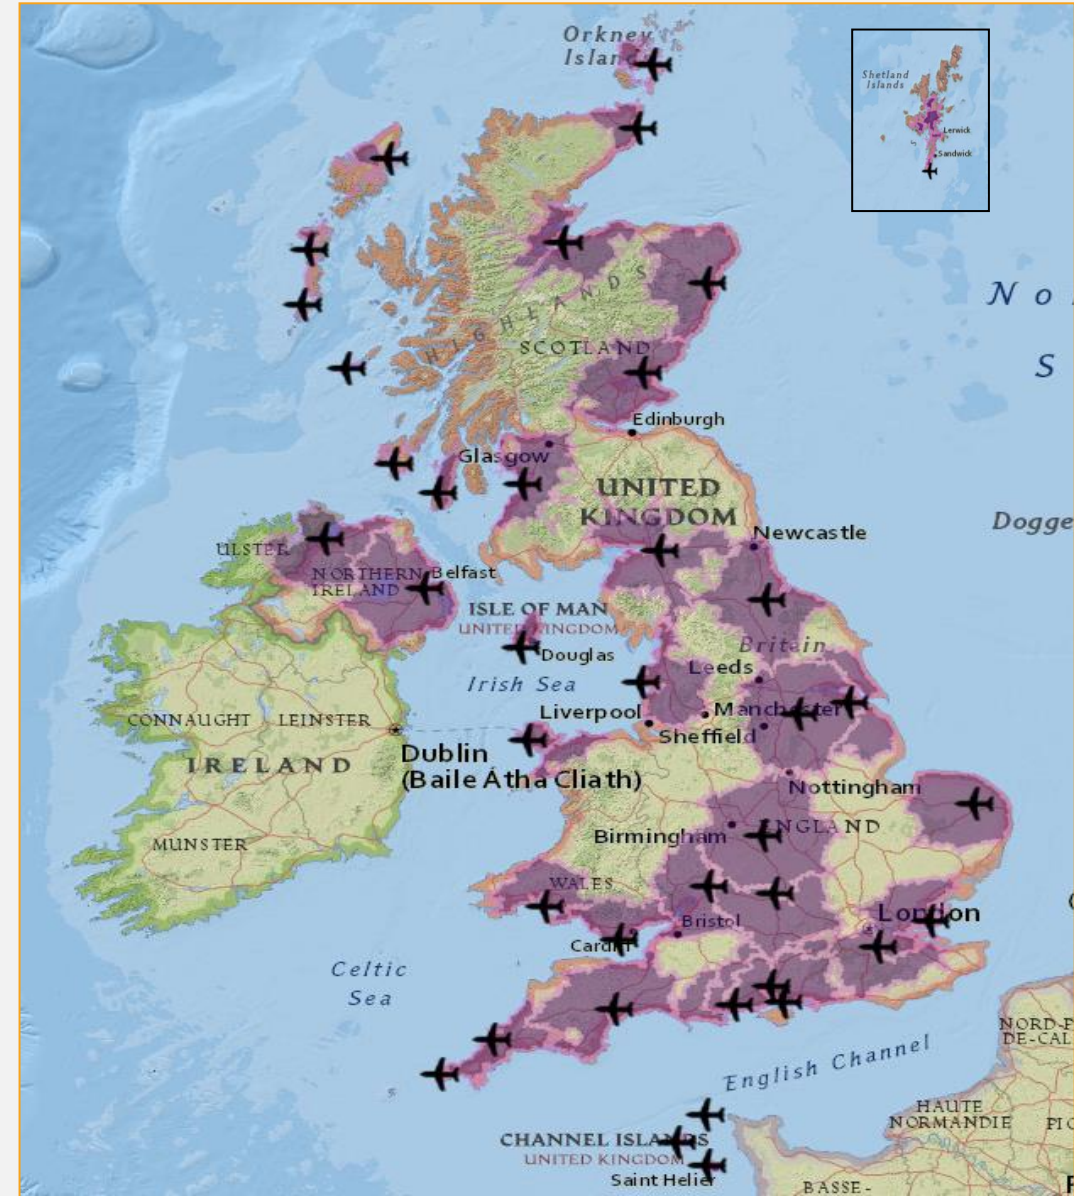 Orkney
Islan
Shetland
Islands
Lerwick
Sandwick
No
HIGHLANDS
S
SCOTLAND
Edinburgh
Glasgow
UNITED
KINGDOM
Dogge
Newcastle
ULSTER
NORTHERN
IRELAND
Belfast
ISLE OF MAN
UNITED KINGDOM
Britain
Douglas
Leeds
Irish Sea
Liverpool
Manchester
CONNAUGHT
LEINSTER
Sheffield
Dublin
(Baile Átha Cliath)
IRELAND
Nottingham
ENGLAND
Birmingham
MUNSTER
WALES
London
Bristol
Cardiff
Celtic
Sea
NORD-P
DE-CAL
English Channel
HAUTE
NORMANDIE
PIC
CHANNEL ISLANDS
UNITED KINGDOM
Saint Helier
BASSE-